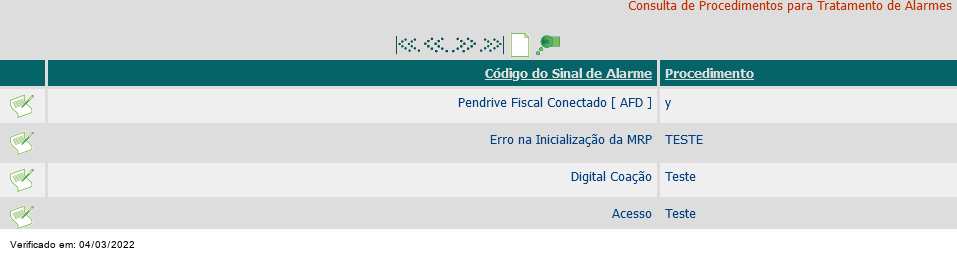 Consulta de Procedimentos para Tratamento de Alarmes
Código do Sinal de Alarme Procedimento
Pendrive Fiscal Conectado [ AFD ] y
Erro na Inicialização da MRP TESTE
Digital Coação Teste
Acesso Teste
Verificado em: 04/03/2022